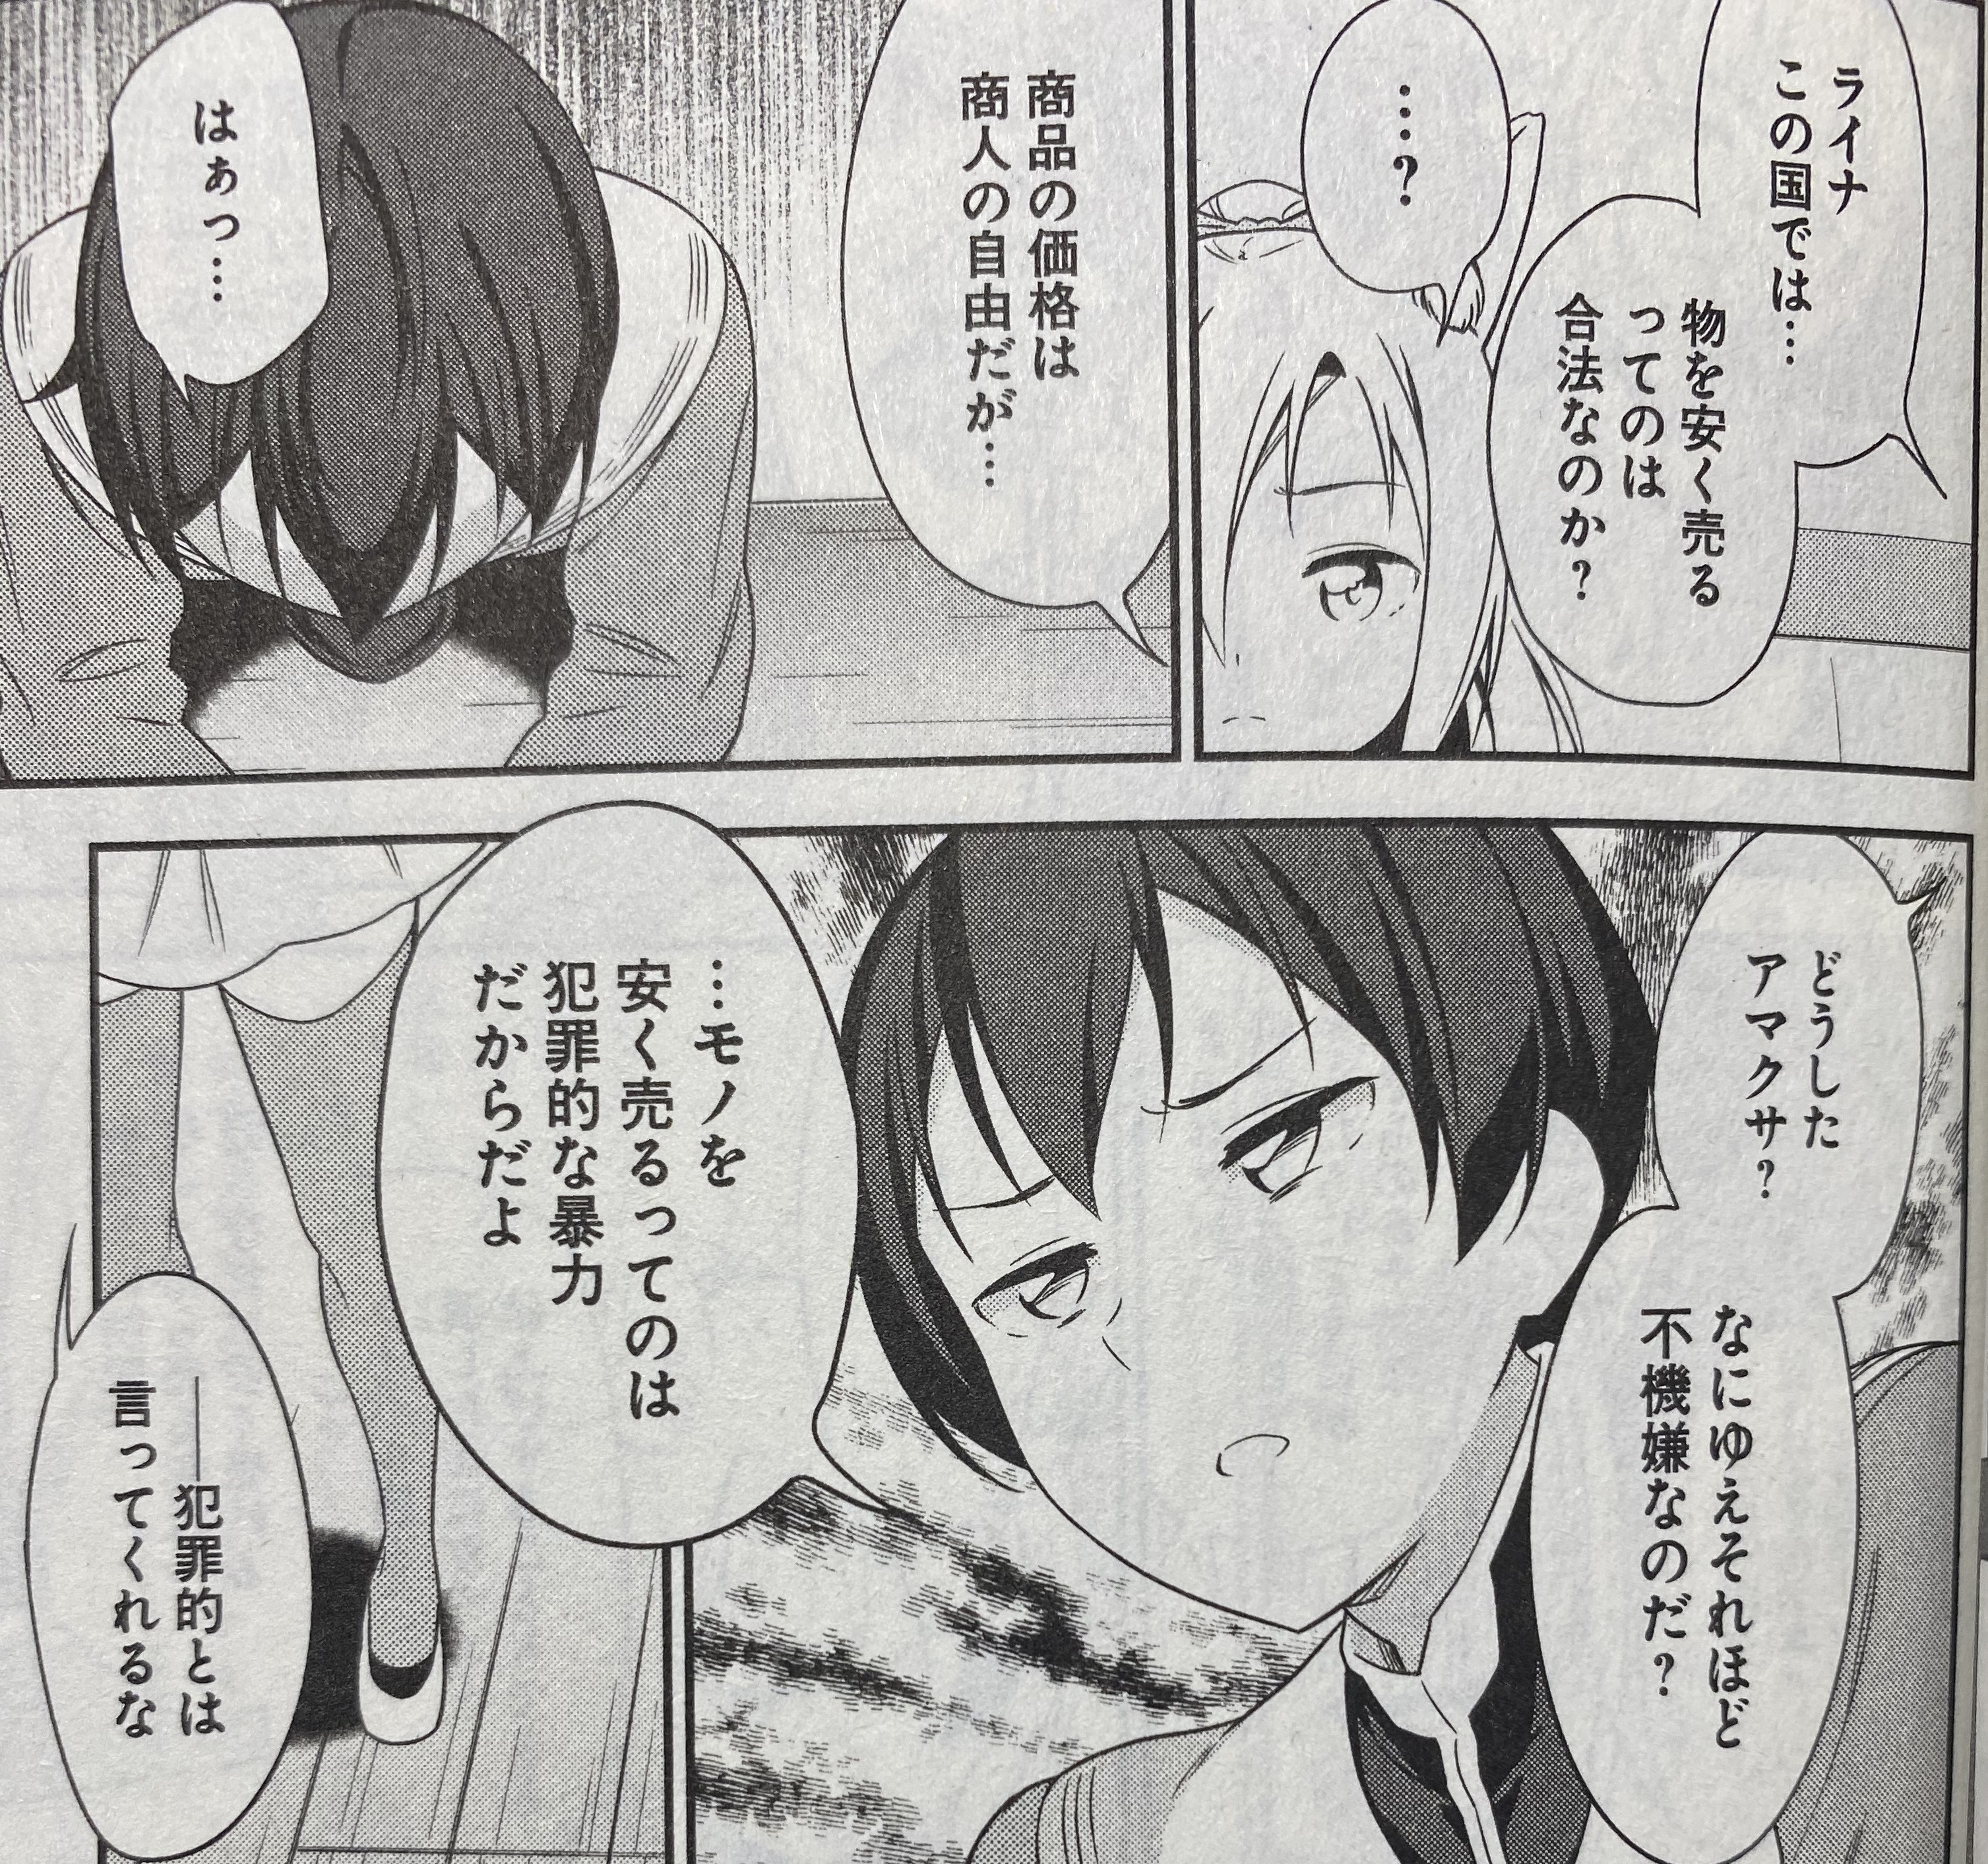 ライナ
この国では…
物を安く売る
ってのは
合法なのか?
…?
商品の価格は
商人の自由だが…
はぁっ…
どうした
アマクサ?
なにゆえそれほど
不機嫌なのだ?
…モノを
安く売るってのは
犯罪的な暴力
だからだよ
――犯罪的とは
言ってくれるな